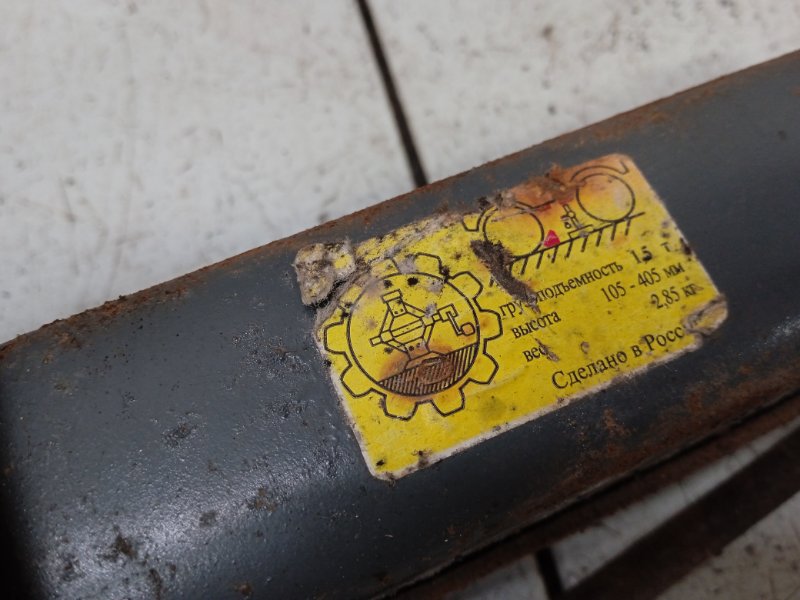 грузоподъемность 1,5 т.
высота 105 - 405 мм
вес 2,85 кг.
Сделано в Росс